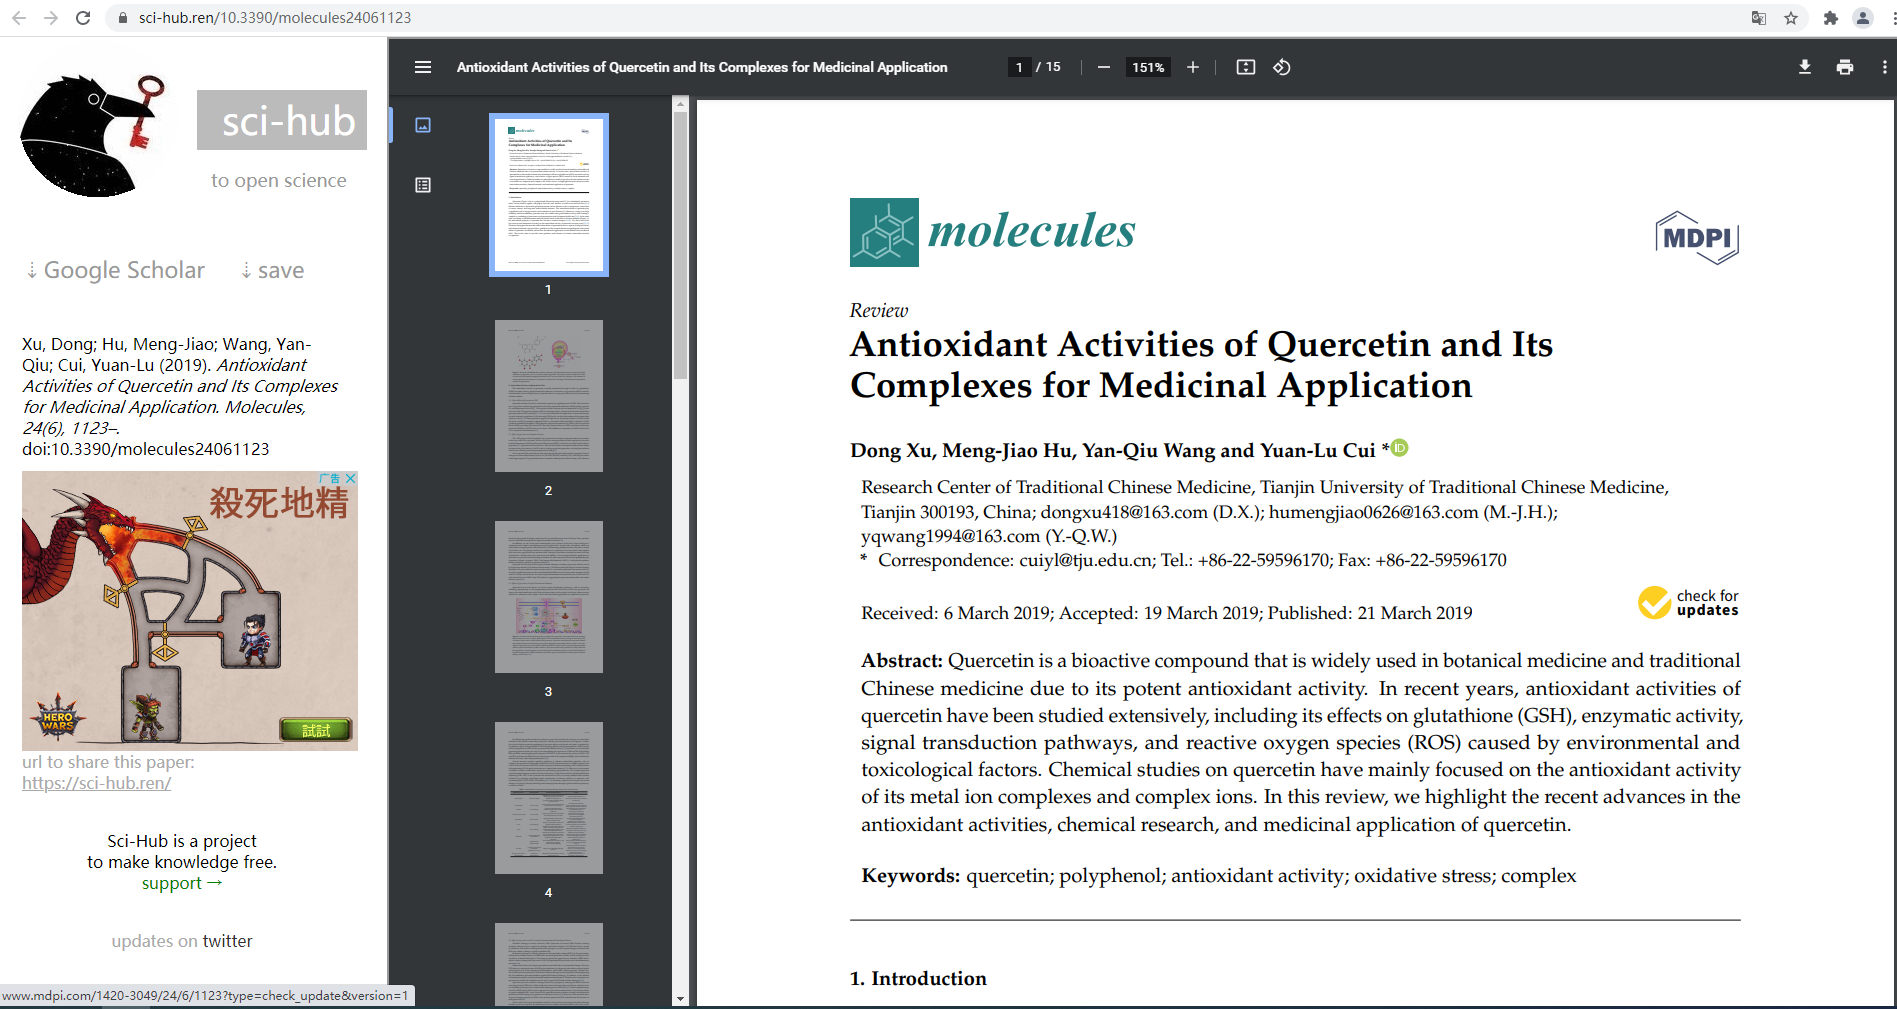 sci-hub.ren/10.3390/molecules24061123
sci-hub
to open science
⇣ Google Scholar ⇣ save
Xu, Dong; Hu, Meng-Jiao; Wang, Yan-
Qiu; Cui, Yuan-Lu (2019). Antioxidant
Activities of Quercetin and Its Complexes
for Medicinal Application. Molecules,
24(6), 1123–.
doi:10.3390/molecules24061123
广告
殺死地精
HERO
WARS
試試
url to share this paper:
https://sci-hub.ren/
Sci-Hub is a project
to make knowledge free.
support →
updates on twitter
www.mdpi.com/1420-3049/24/6/1123?type=check_update&version=1
Antioxidant Activities of Quercetin and Its Complexes for Medicinal Application
1 / 15
151%
1
2
3
4
molecules
MDPI
Review
Antioxidant Activities of Quercetin and Its
Complexes for Medicinal Application
Dong Xu, Meng-Jiao Hu, Yan-Qiu Wang and Yuan-Lu Cui * iD
Research Center of Traditional Chinese Medicine, Tianjin University of Traditional Chinese Medicine,
Tianjin 300193, China; dongxu418@163.com (D.X.); humengjiao0626@163.com (M.-J.H.);
yqwang1994@163.com (Y.-Q.W.)
* Correspondence: cuiyl@tju.edu.cn; Tel.: +86-22-59596170; Fax: +86-22-59596170
Received: 6 March 2019; Accepted: 19 March 2019; Published: 21 March 2019
check for
updates
Abstract: Quercetin is a bioactive compound that is widely used in botanical medicine and traditional
Chinese medicine due to its potent antioxidant activity. In recent years, antioxidant activities of
quercetin have been studied extensively, including its effects on glutathione (GSH), enzymatic activity,
signal transduction pathways, and reactive oxygen species (ROS) caused by environmental and
toxicological factors. Chemical studies on quercetin have mainly focused on the antioxidant activity
of its metal ion complexes and complex ions. In this review, we highlight the recent advances in the
antioxidant activities, chemical research, and medicinal application of quercetin.
Keywords: quercetin; polyphenol; antioxidant activity; oxidative stress; complex
1. Introduction